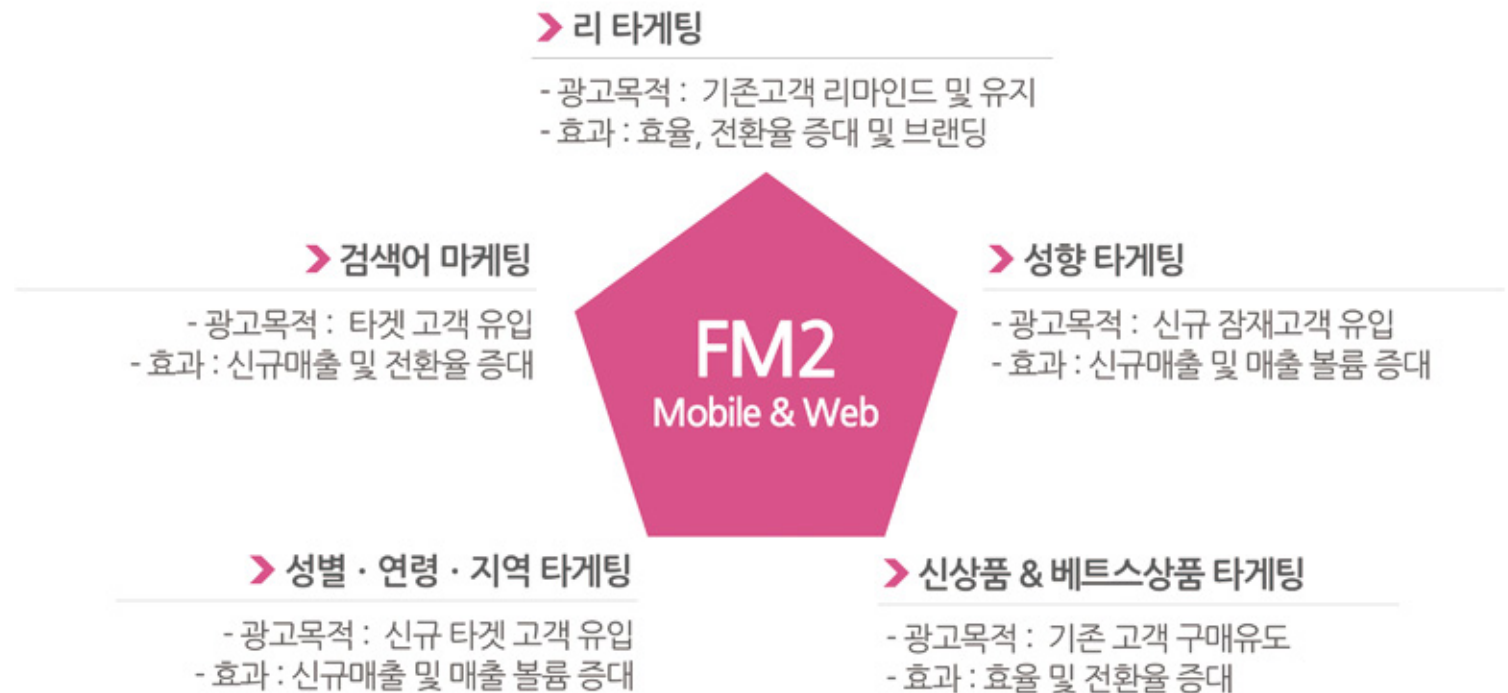 리 타게팅
- 광고목적 : 기존고객 리마인드 및 유지
- 효과 : 효율, 전환율 증대 및 브랜딩
검색어 마케팅
- 광고목적 : 타겟 고객 유입
- 효과 : 신규매출 및 전환율 증대
성향 타게팅
- 광고목적 : 신규 잠재고객 유입
- 효과 : 신규매출 및 매출 볼륨 증대
FM2
Mobile & Web
성별 · 연령 · 지역 타게팅
- 광고목적 : 신규 타겟 고객 유입
- 효과 : 신규매출 및 매출 볼륨 증대
신상품 & 베트스상품 타게팅
- 광고목적 : 기존 고객 구매유도
- 효과 : 효율 및 전환율 증대